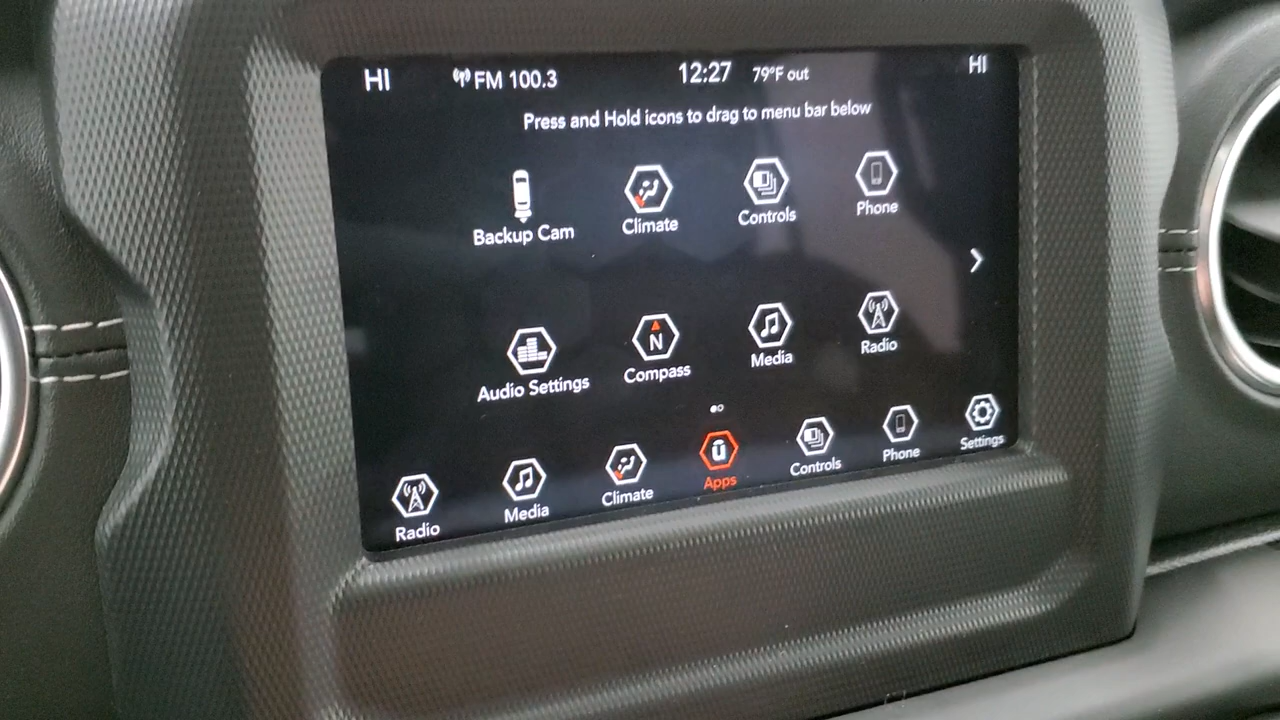 HI FM 100.3 12:27 79°F out HI
Press and Hold icons to drag to menu bar below
Backup Cam Climate Controls Phone
N
Audio Settings Compass Media Radio
ū
Radio Media Climate Apps Controls Phone Settings